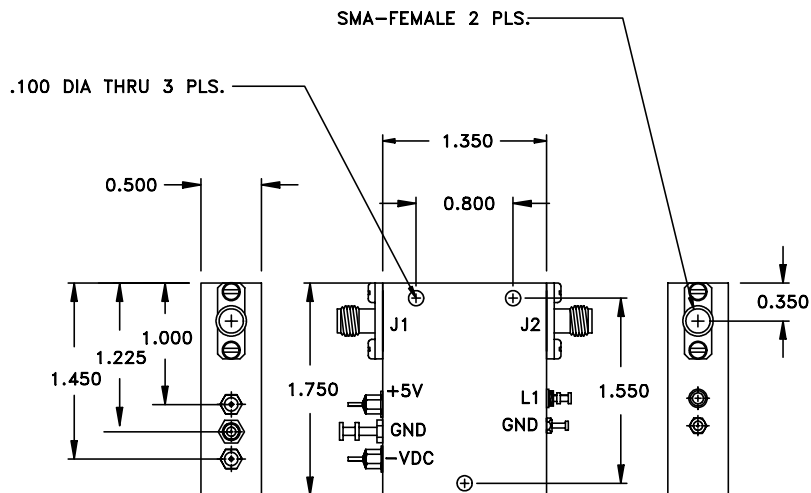 SMA-FEMALE 2 PLS.
.100 DIA THRU 3 PLS.
1.350
0.500
0.800
0.350
J1
J2
1.000
1.225
1.450
1.750
1.550
+5V
L1
GND
GND
-VDC